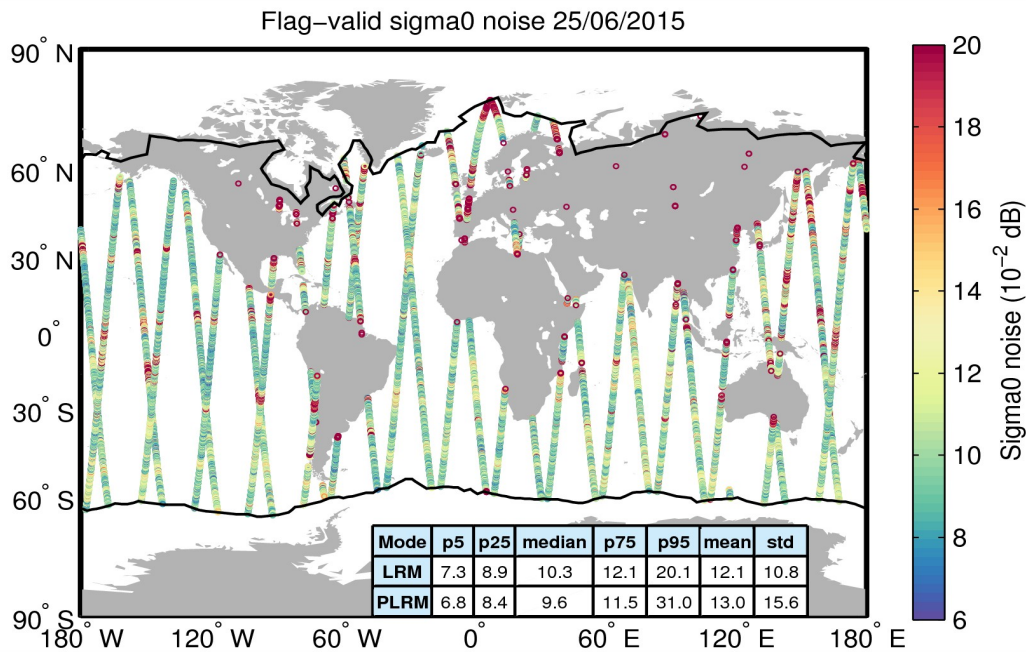 Flag−valid sigma0 noise 25/06/2015
90° N
60° N
30° N
0°
30° S
60° S
90° S
180° W
120° W
60° W
0°
60° E
120° E
180° E
Mode p5 p25 median p75 p95 mean std
LRM 7.3 8.9 10.3 12.1 20.1 12.1 10.8
PLRM 6.8 8.4 9.6 11.5 31.0 13.0 15.6
20
18
16
14
12
10
8
6
Sigma0 noise (10⁻² dB)